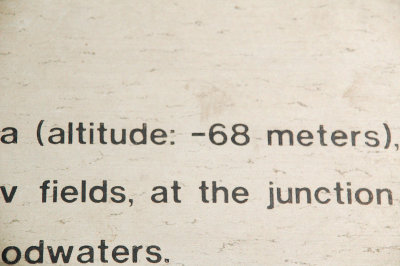 a (altitude: -68 meters),
v fields, at the junction
odwaters.